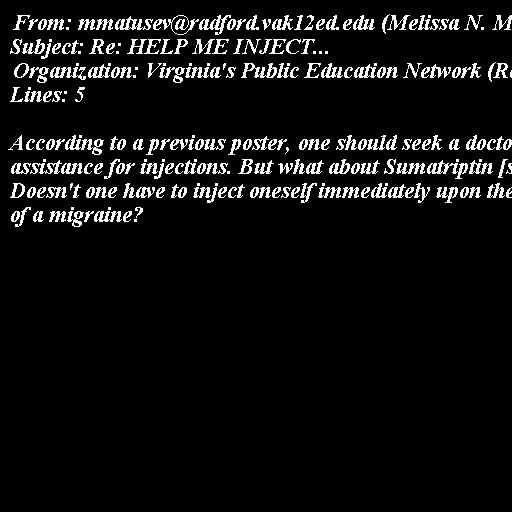 From: mmatusev@radford.vak12ed.edu (Melissa N. M
Subject: Re: HELP ME INJECT...
Organization: Virginia's Public Education Network (R
Lines: 5

According to a previous poster, one should seek a docto
assistance for injections. But what about Sumatriptin [s
Doesn't one have to inject oneself immediately upon the
of a migraine?